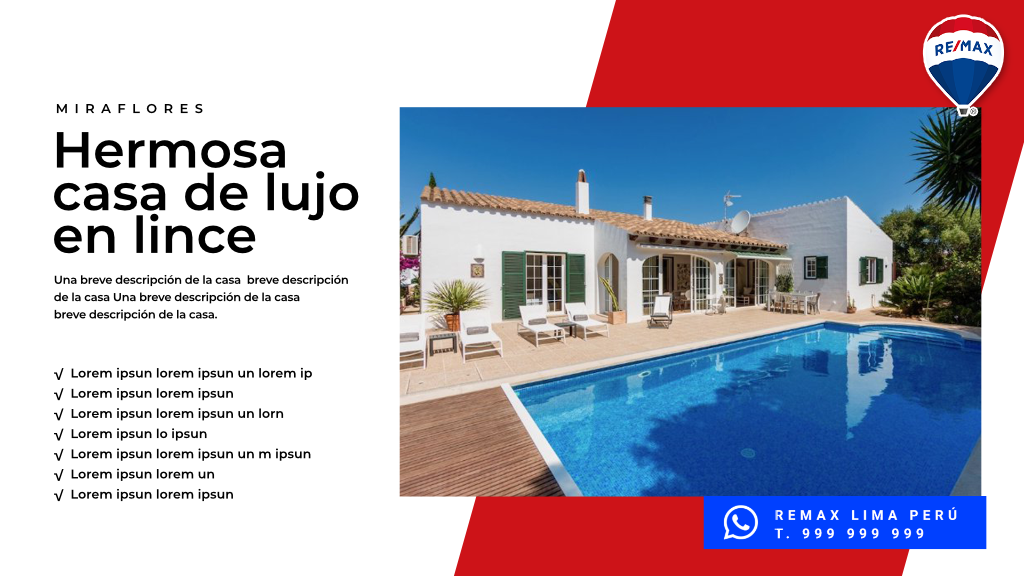 RE/MAX
MIRAFLORES
Hermosa
casa de lujo
en lince
Una breve descripción de la casa  breve descripción
de la casa Una breve descripción de la casa
breve descripción de la casa.
√ Lorem ipsun lorem ipsun un lorem ip
√ Lorem ipsun lorem ipsun
√ Lorem ipsun lorem ipsun un lorn
√ Lorem ipsun lo ipsun
√ Lorem ipsun lorem ipsun un m ipsun
√ Lorem ipsun lorem un
√ Lorem ipsun lorem ipsun
REMAX LIMA PERÚ
T. 999 999 999